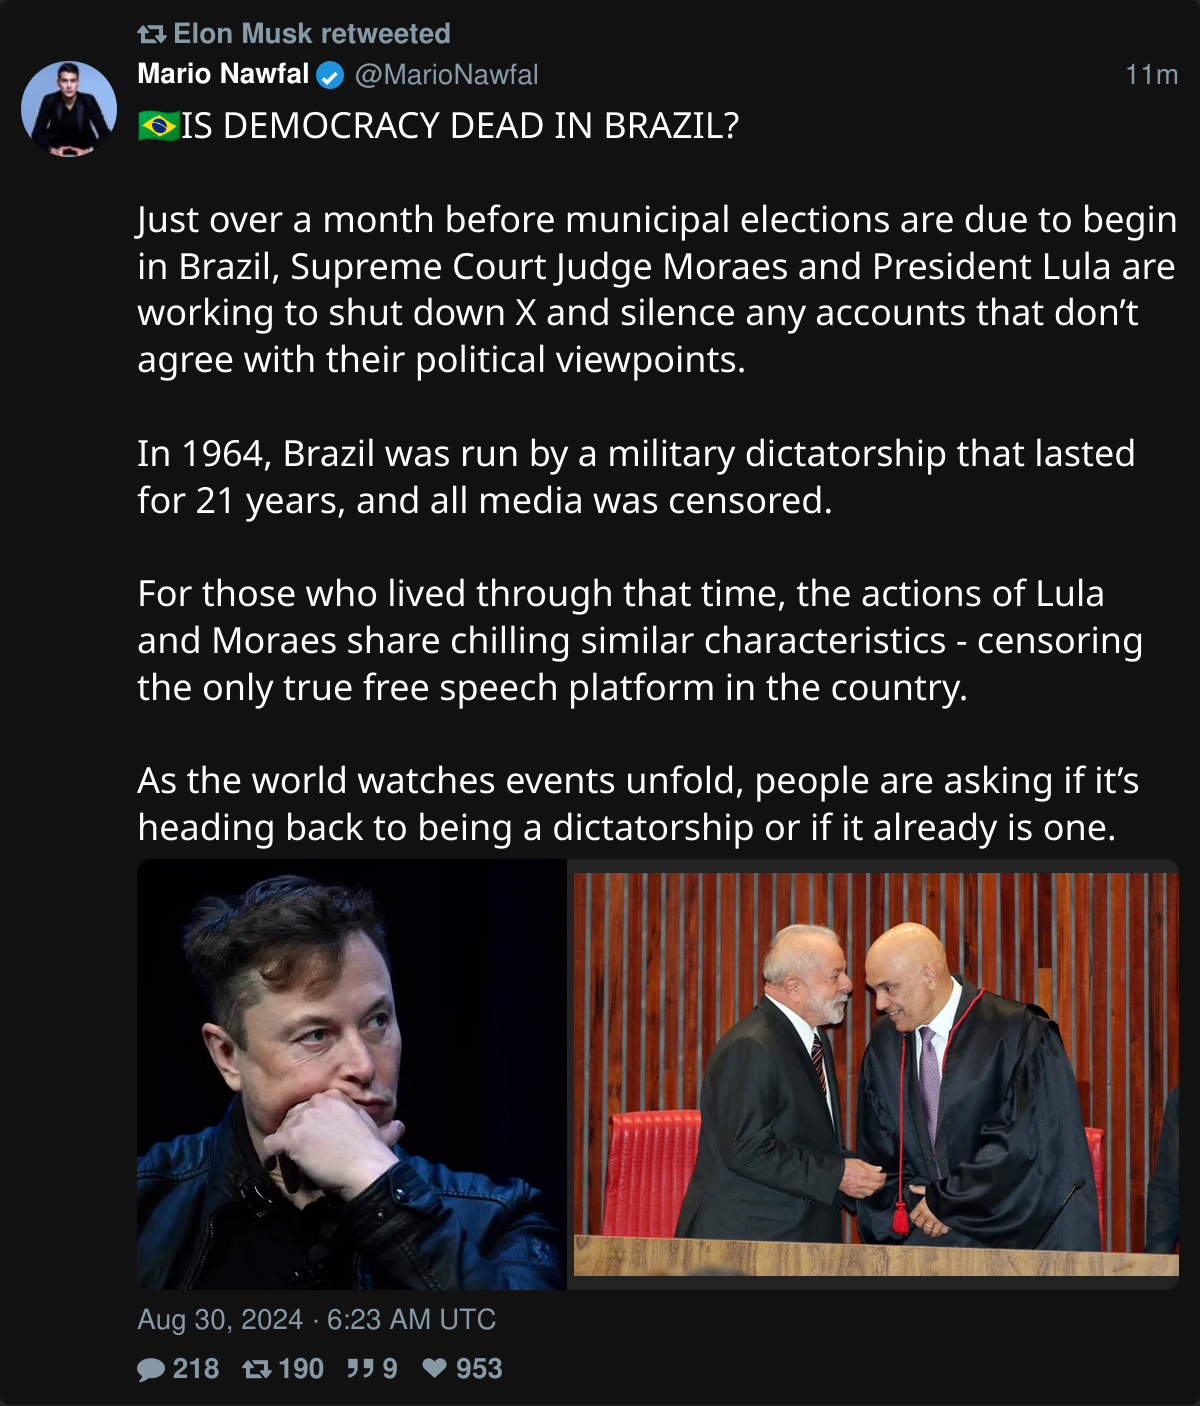 Elon Musk retweeted
Mario Nawfal @MarioNawfal 11m
🇧🇷IS DEMOCRACY DEAD IN BRAZIL?
Just over a month before municipal elections are due to begin
in Brazil, Supreme Court Judge Moraes and President Lula are
working to shut down X and silence any accounts that don’t
agree with their political viewpoints.
In 1964, Brazil was run by a military dictatorship that lasted
for 21 years, and all media was censored.
For those who lived through that time, the actions of Lula
and Moraes share chilling similar characteristics - censoring
the only true free speech platform in the country.
As the world watches events unfold, people are asking if it’s
heading back to being a dictatorship or if it already is one.
Aug 30, 2024 · 6:23 AM UTC
218 190 9 953